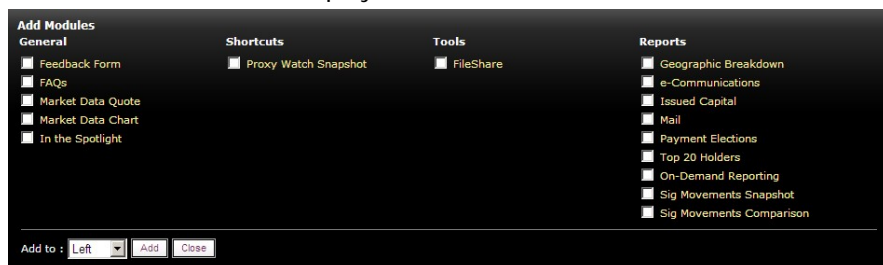 Add Modules
General
Feedback Form
FAQs
Market Data Quote
Market Data Chart
In the Spotlight
Shortcuts
Proxy Watch Snapshot
Tools
FileShare
Reports
Geographic Breakdown
e-Communications
Issued Capital
Mail
Payment Elections
Top 20 Holders
On-Demand Reporting
Sig Movements Snapshot
Sig Movements Comparison
Add to : Left Add Close